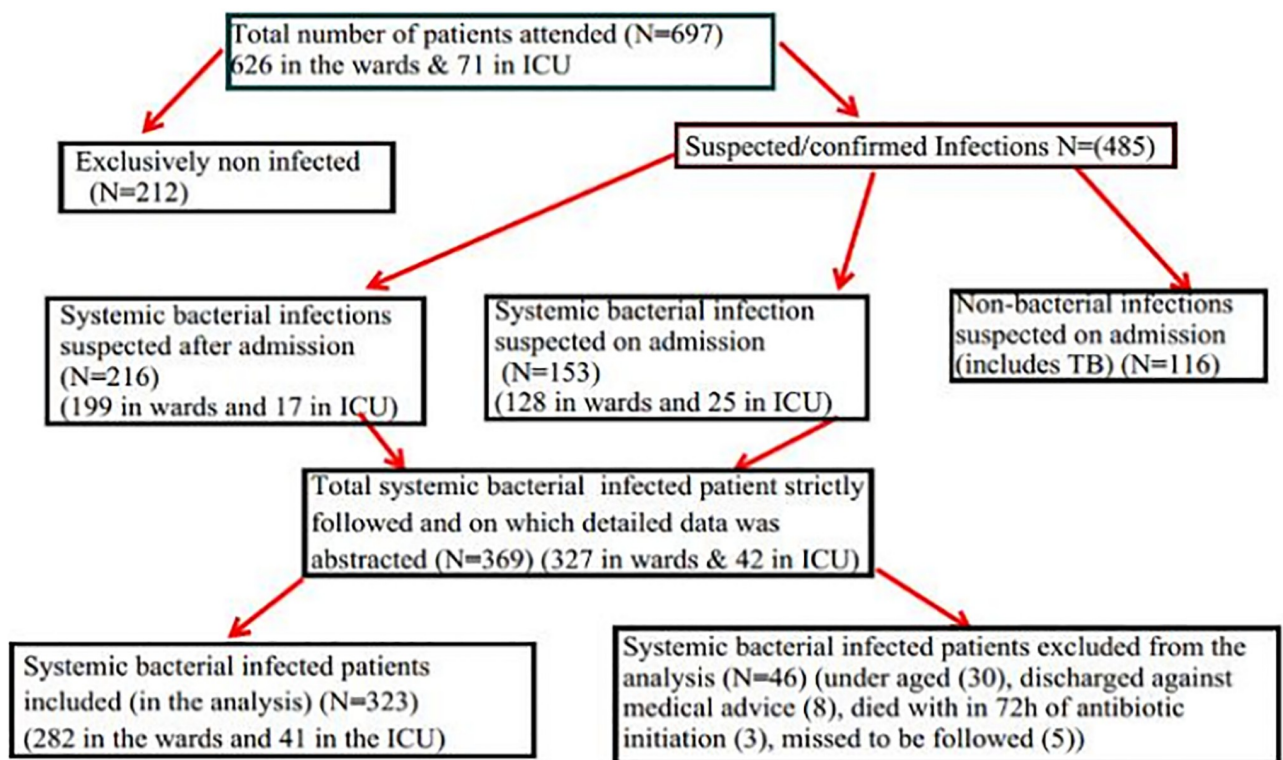 Total number of patients attended (N=697)
626 in the wards & 71 in ICU
Exclusively non infected
(N=212)
Suspected/confirmed Infections N=(485)
Systemic bacterial infections
suspected after admission
(N=216)
(199 in wards and 17 in ICU)
Systemic bacterial infection
suspected on admission
(N=153)
(128 in wards and 25 in ICU)
Non-bacterial infections
suspected on admission
(includes TB) (N=116)
Total systemic bacterial infected patient strictly
followed and on which detailed data was
abstracted (N=369) (327 in wards & 42 in ICU)
Systemic bacterial infected patients
included (in the analysis) (N=323)
(282 in the wards and 41 in the ICU)
Systemic bacterial infected patients excluded from the
analysis (N=46) (under aged (30), discharged against
medical advice (8), died with in 72h of antibiotic
initiation (3), missed to be followed (5))